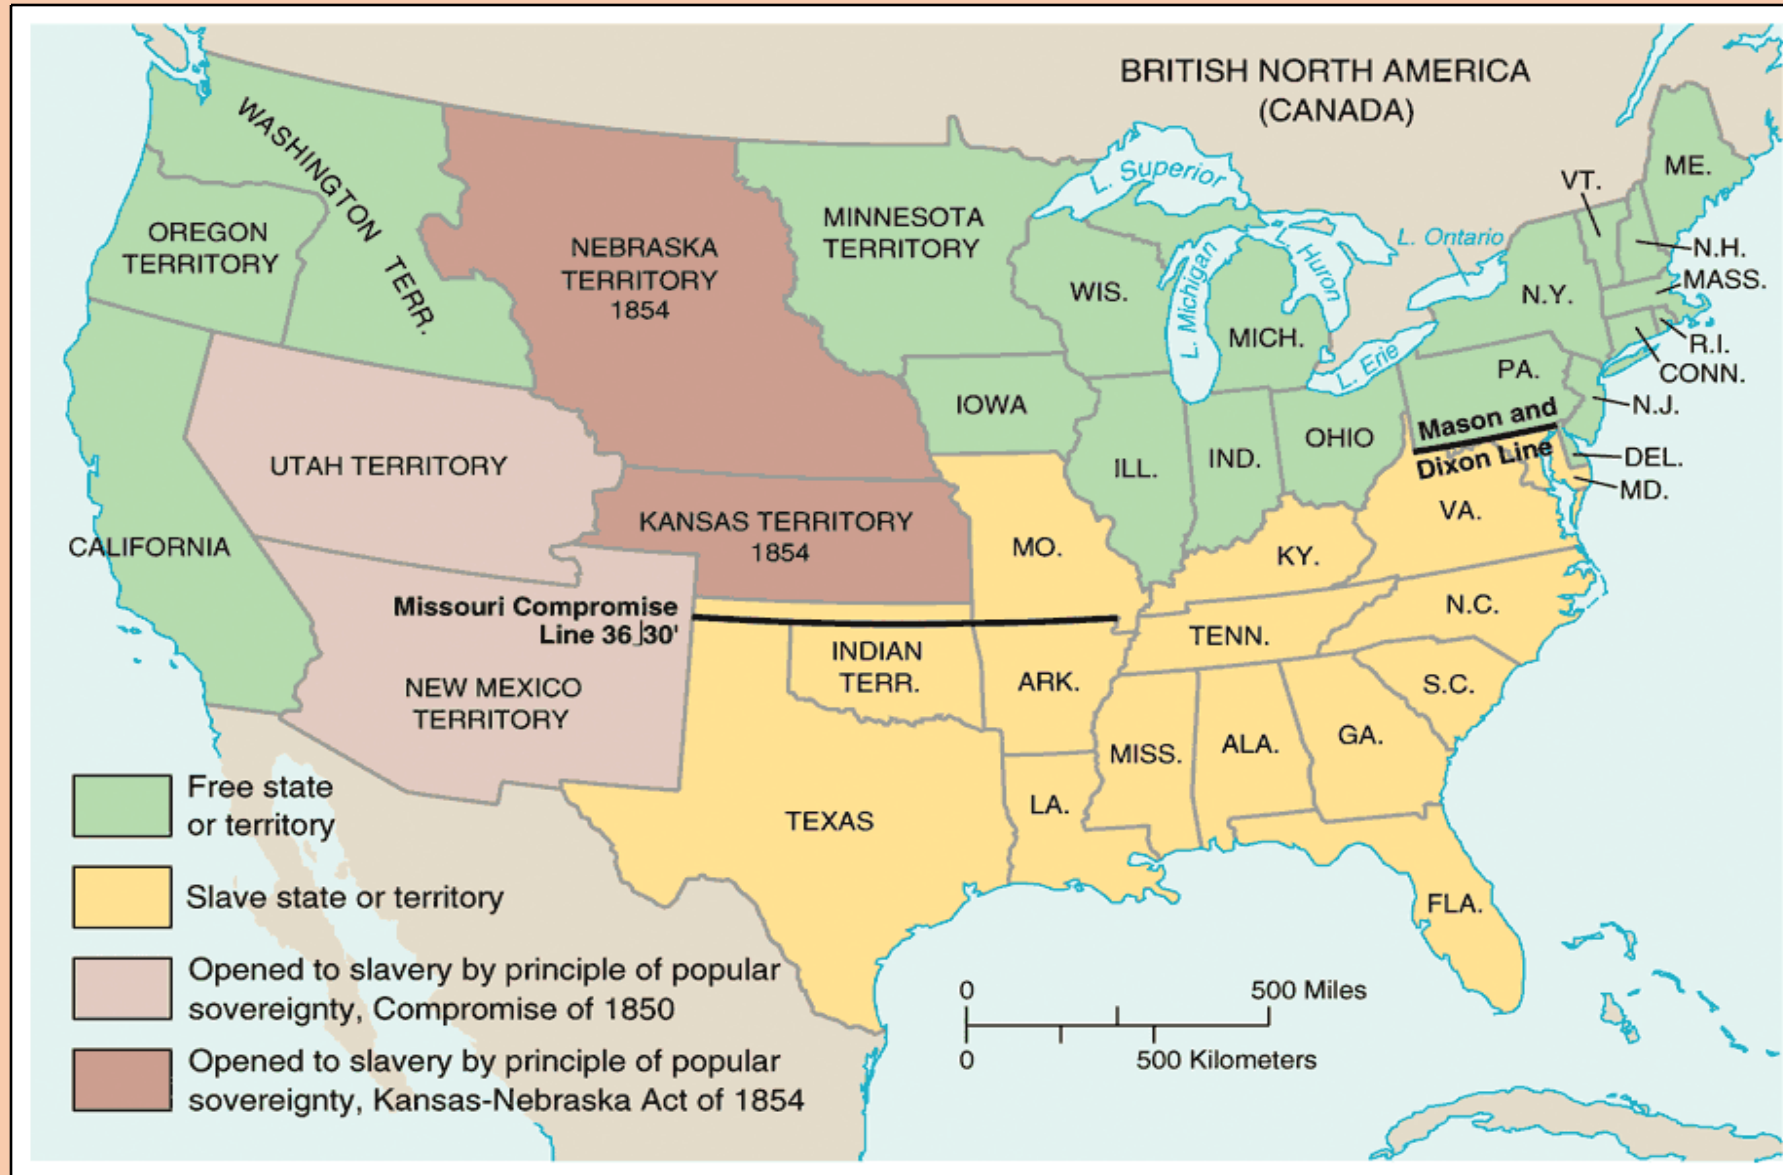 BRITISH NORTH AMERICA
(CANADA)
WASHINGTON TERR.
OREGON
TERRITORY
NEBRASKA
TERRITORY
1854
MINNESOTA
TERRITORY
L. Superior
L. Michigan
L. Huron
L. Ontario
L. Erie
WIS.
MICH.
VT.
ME.
N.H.
MASS.
N.Y.
R.I.
CONN.
PA.
N.J.
IOWA
ILL.
IND.
OHIO
Mason and
Dixon Line
DEL.
MD.
UTAH TERRITORY
KANSAS TERRITORY
1854
CALIFORNIA
MO.
KY.
VA.
Missouri Compromise
Line 36⌡30'
N.C.
TENN.
INDIAN
TERR.
ARK.
S.C.
NEW MEXICO
TERRITORY
MISS.
ALA.
GA.
LA.
TEXAS
FLA.
Free state
or territory
Slave state or territory
Opened to slavery by principle of popular
sovereignty, Compromise of 1850
Opened to slavery by principle of popular
sovereignty, Kansas-Nebraska Act of 1854
0 500 Miles
0 500 Kilometers